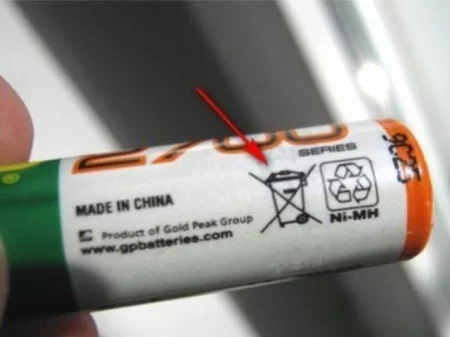 2700
SERIES
MADE IN CHINA
Product of Gold Peak Group
www.gpbatteries.com
Ni-MH